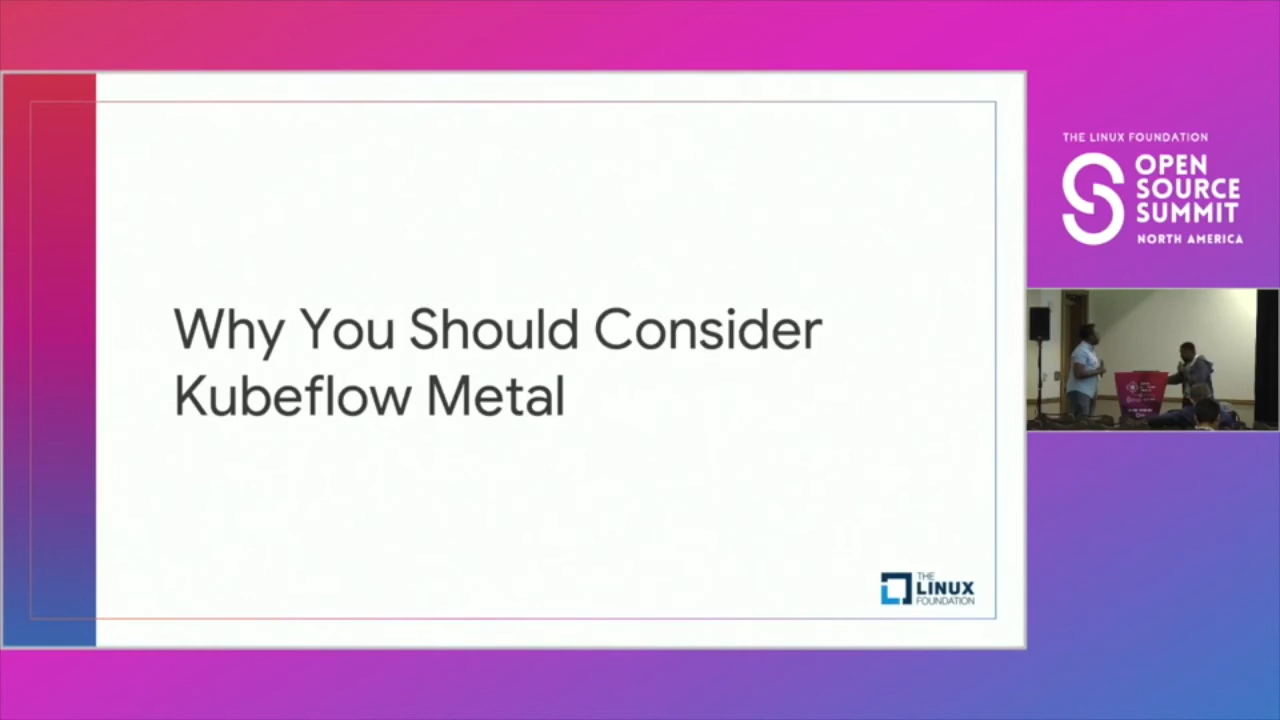 Why You Should Consider
Kubeflow Metal
THE
LINUX
FOUNDATION
THE LINUX FOUNDATION
OPEN
SOURCE
SUMMIT
NORTH AMERICA